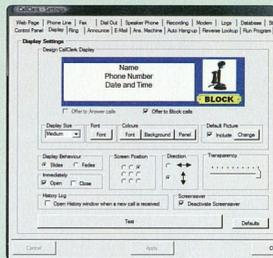 CallClerk - Settings
Web Page Phone Line Fax Dial Out Speaker Phone Recording Modem Logs Database
Control Panel Display Ring Announce E-Mail Ans. Machine Auto Hang-up Reverse Lookup Run Program
Display Settings
Design CallClerk Display
Name
Phone Number
Date and Time
BLOCK
Offer to Answer calls Offer to Block calls
Display Size Font Colours Default Picture
Medium Font Font Background Panel Include Change
Display Behaviour Screen Position Direction Transparency
Slides Fades
Immediately
Open Close
History Log Screensaver
Open History window when a new call is received Deactivate Screensaver
Test Defaults
Cancel Apply